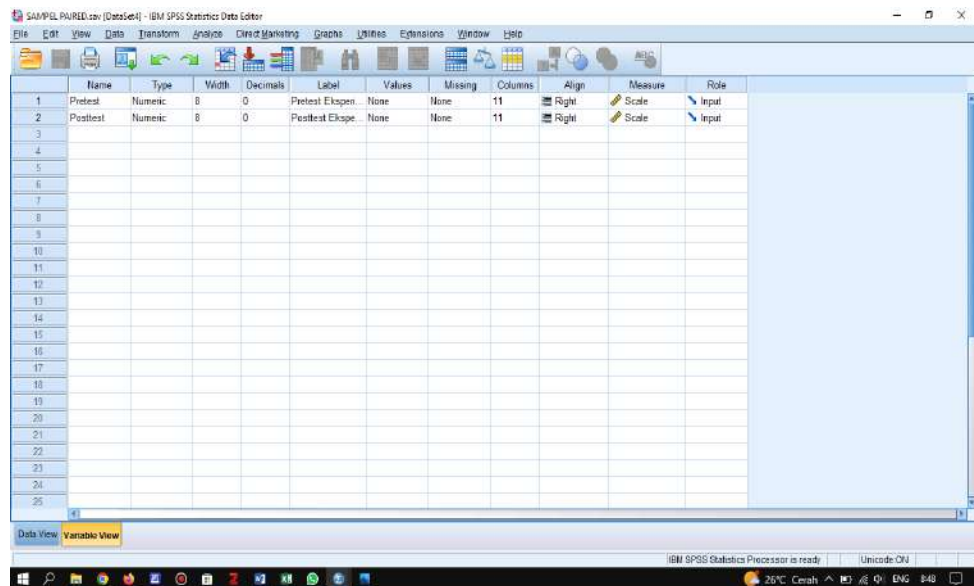 SAMPEL PAIRED.sav [DataSet4] - IBM SPSS Statistics Data Editor
File Edit View Data Transform Analyze Direct Marketing Graphs Utilities Extensions Window Help
Name Type Width Decimals Label Values Missing Columns Align Measure Role
1 Pretest Numeric 8 0 Pretest Eksperi... None None 11 Right Scale Input
2 Posttest Numeric 8 0 Posttest Ekspe... None None 11 Right Scale Input
3
4
5
6
7
8
9
10
11
12
13
14
15
16
17
18
19
20
21
22
23
24
25
Data View Variable View
IBM SPSS Statistics Processor is ready Unicode:ON
26°C Cerah ENG 8:48